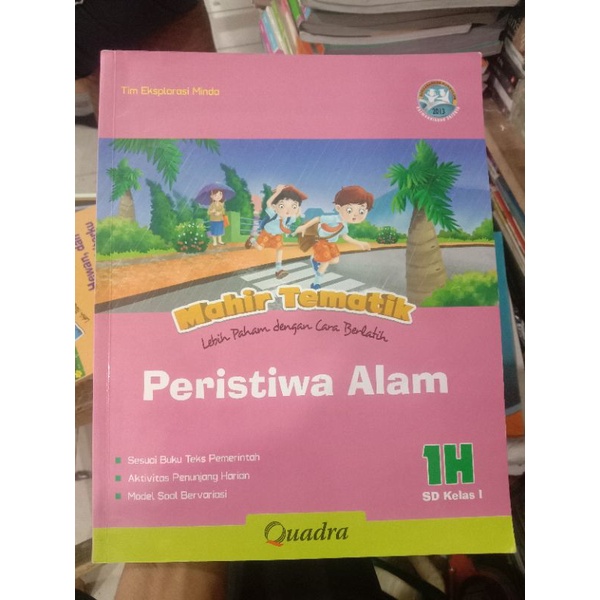 Tim Eksplorasi Minda
2013
Mahir Tematik
Lebih Paham dengan Cara Berlatih
Peristiwa Alam
Sesuai Buku Teks Pemerintah
Aktivitas Penunjang Harian
Model Soal Bervariasi
1H
SD Kelas I
Quadra